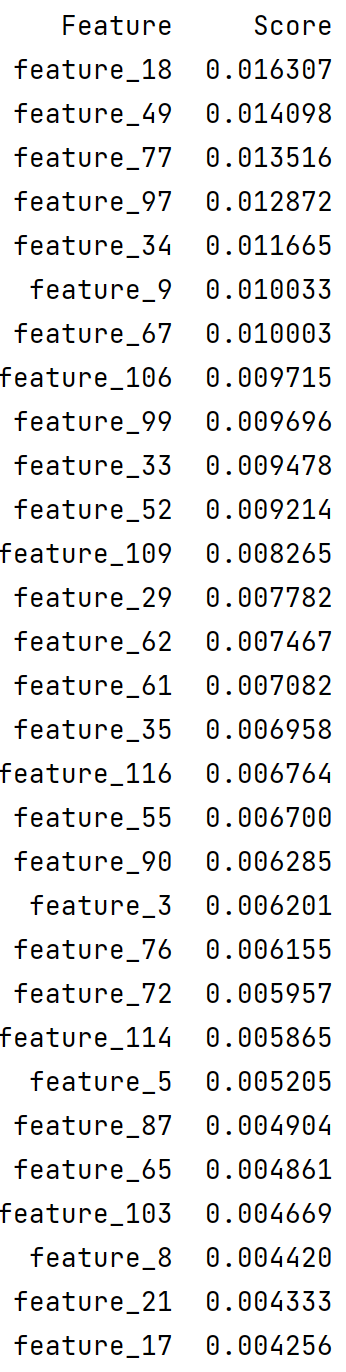 Feature Score
feature_18 0.016307
feature_49 0.014098
feature_77 0.013516
feature_97 0.012872
feature_34 0.011665
feature_9 0.010033
feature_67 0.010003
feature_106 0.009715
feature_99 0.009696
feature_33 0.009478
feature_52 0.009214
feature_109 0.008265
feature_29 0.007782
feature_62 0.007467
feature_61 0.007082
feature_35 0.006958
feature_116 0.006764
feature_55 0.006700
feature_90 0.006285
feature_3 0.006201
feature_76 0.006155
feature_72 0.005957
feature_114 0.005865
feature_5 0.005205
feature_87 0.004904
feature_65 0.004861
feature_103 0.004669
feature_8 0.004420
feature_21 0.004333
feature_17 0.004256